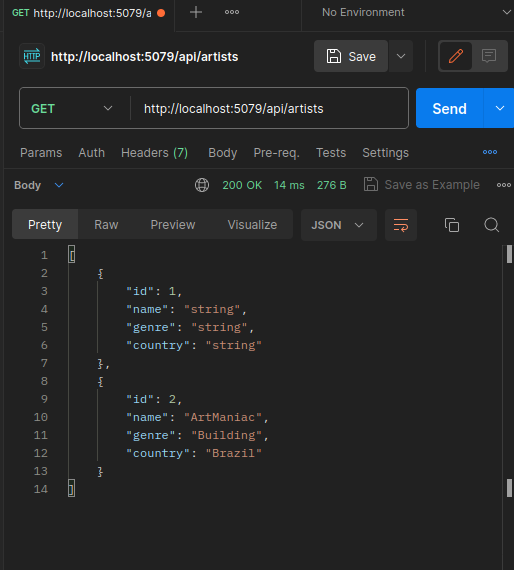 GET http://localhost:5079/a
No Environment
HTTP http://localhost:5079/api/artists Save
GET http://localhost:5079/api/artists Send
Params Auth Headers (7) Body Pre-req. Tests Settings
Body 200 OK 14 ms 276 B Save as Example
Pretty Raw Preview Visualize JSON
1 [
2 {
3 "id": 1,
4 "name": "string",
5 "genre": "string",
6 "country": "string"
7 },
8 {
9 "id": 2,
10 "name": "ArtManiac",
11 "genre": "Building",
12 "country": "Brazil"
13 }
14 ]